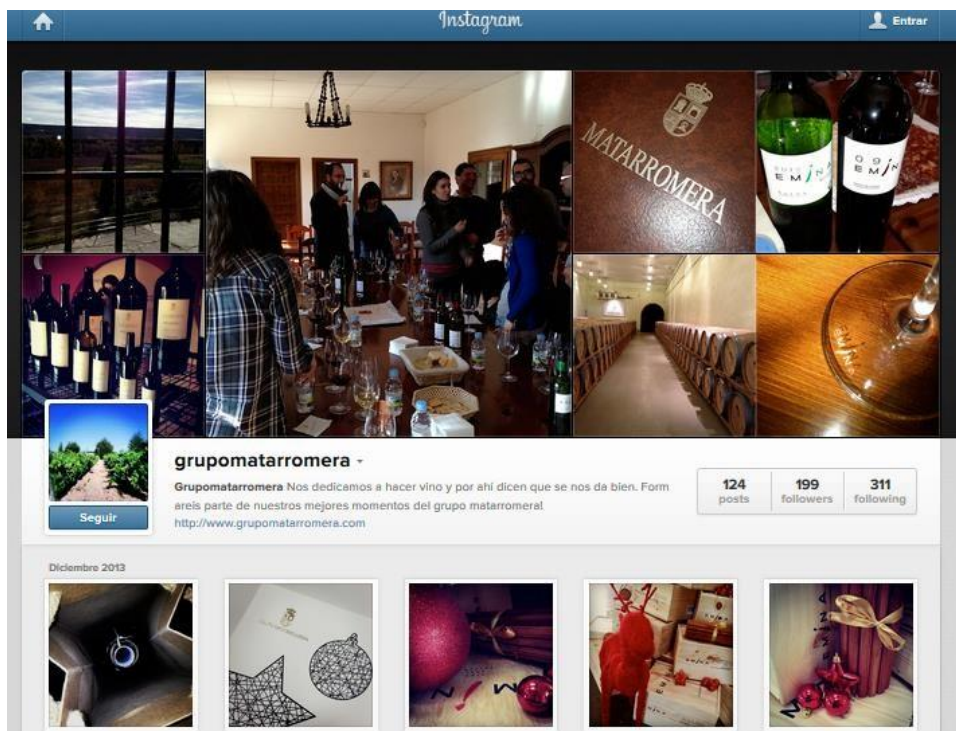 Instagram
Entrar
MATARROMERA
EMINA
09
EMIN
EMINA
grupomatarromera
Grupomatarromera Nos dedicamos a hacer vino y por ahí dicen que se nos da bien. Form
areis parte de nuestros mejores momentos del grupo matarromera!
http://www.grupomatarromera.com
124 posts
199 followers
311 following
Seguir
Diciembre 2013